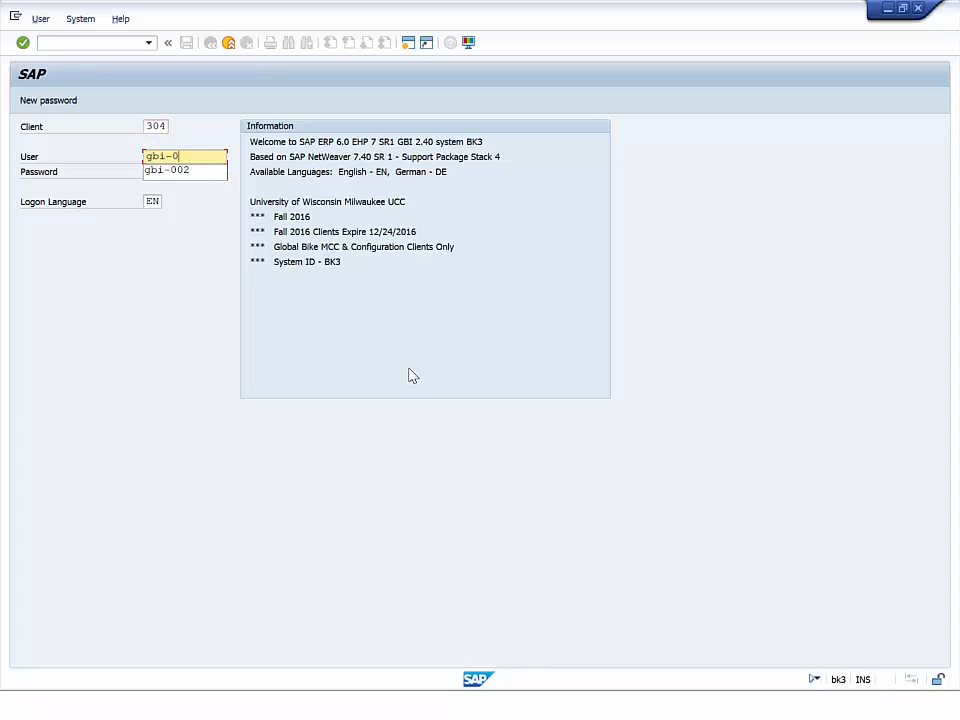 User System Help
SAP
New password
Client 304
User gbi-0
Password gbi-002
Logon Language EN
Information
Welcome to SAP ERP 6.0 EHP 7 SR1 GBI 2.40 system BK3
Based on SAP NetWeaver 7.40 SR 1 - Support Package Stack 4
Available Languages: English - EN, German - DE
University of Wisconsin Milwaukee UCC
*** Fall 2016
*** Fall 2016 Clients Expire 12/24/2016
*** Global Bike MCC & Configuration Clients Only
*** System ID - BK3
SAP bk3 INS